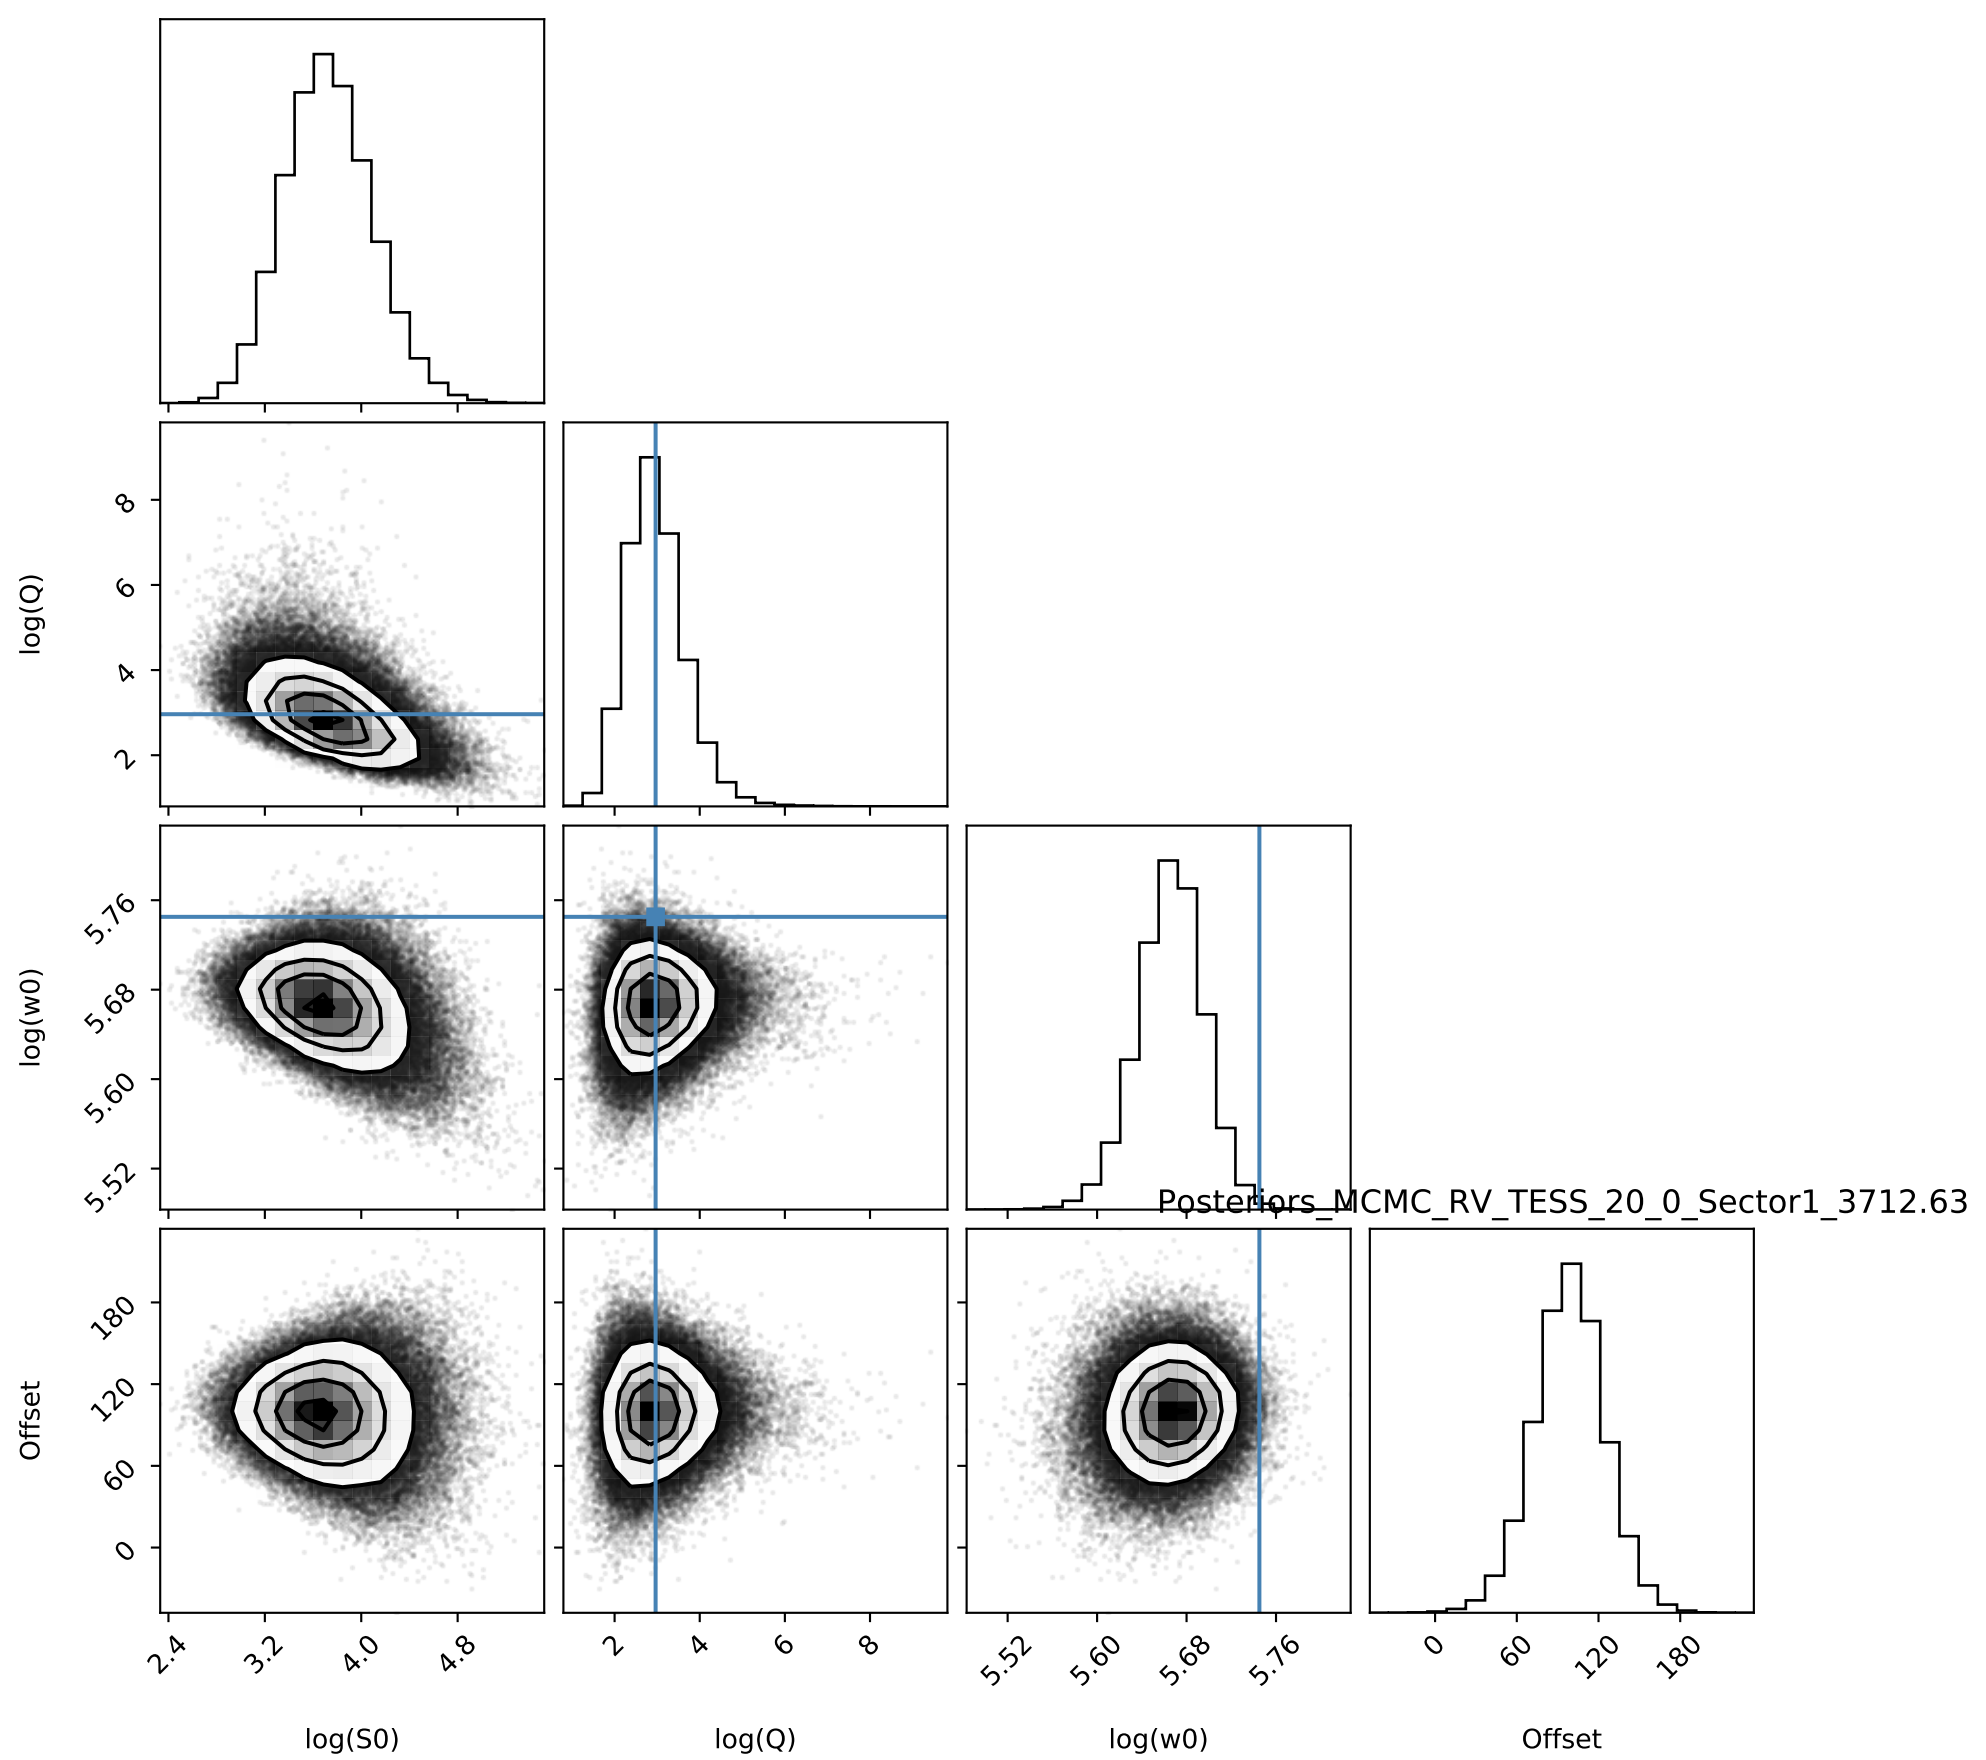 8
6
4
2
log(Q)
5.76
5.68
5.60
5.52
log(w0)
Posteriors_MCMC_RV_TESS_20_0_Sector1_3712.63
180
120
60
0
Offset
2.4 3.2 4.0 4.8 2 4 6 8 5.52 5.60 5.68 5.76 0 60 120 180
log(S0) log(Q) log(w0) Offset